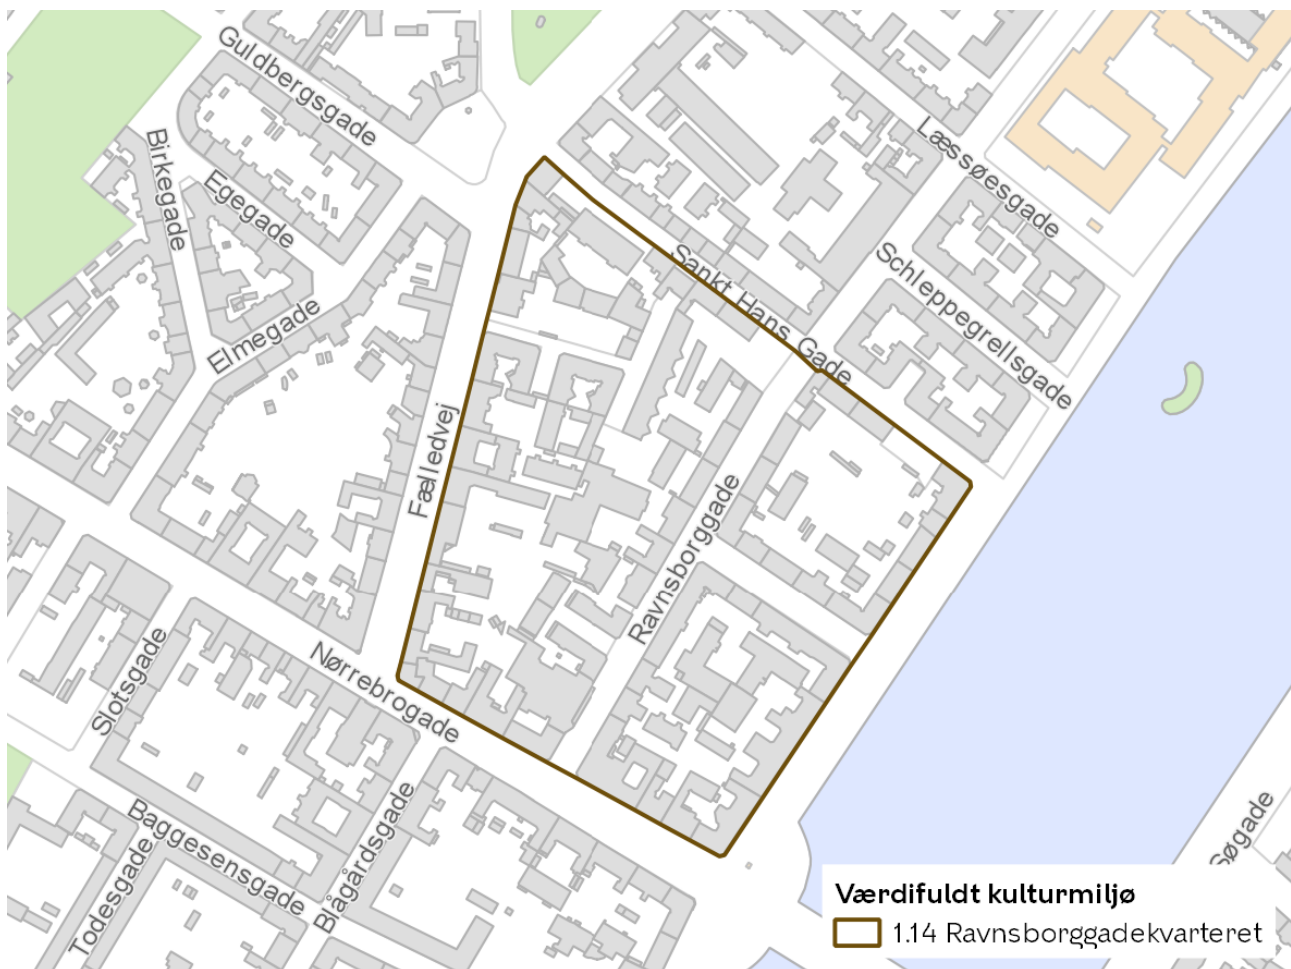 Guldbergsgade
Birkegade
Egegade
Elmegade
Læssøesgade
Schleppegrellsgade
Sankt Hans Gade
Fælledvej
Ravnsborggade
Nørrebrogade
Slotsgade
Baggesensgade
Blågårdsgade
Todesgade
Søgade
Værdifuldt kulturmiljø
1.14 Ravnsborggadekvarteret